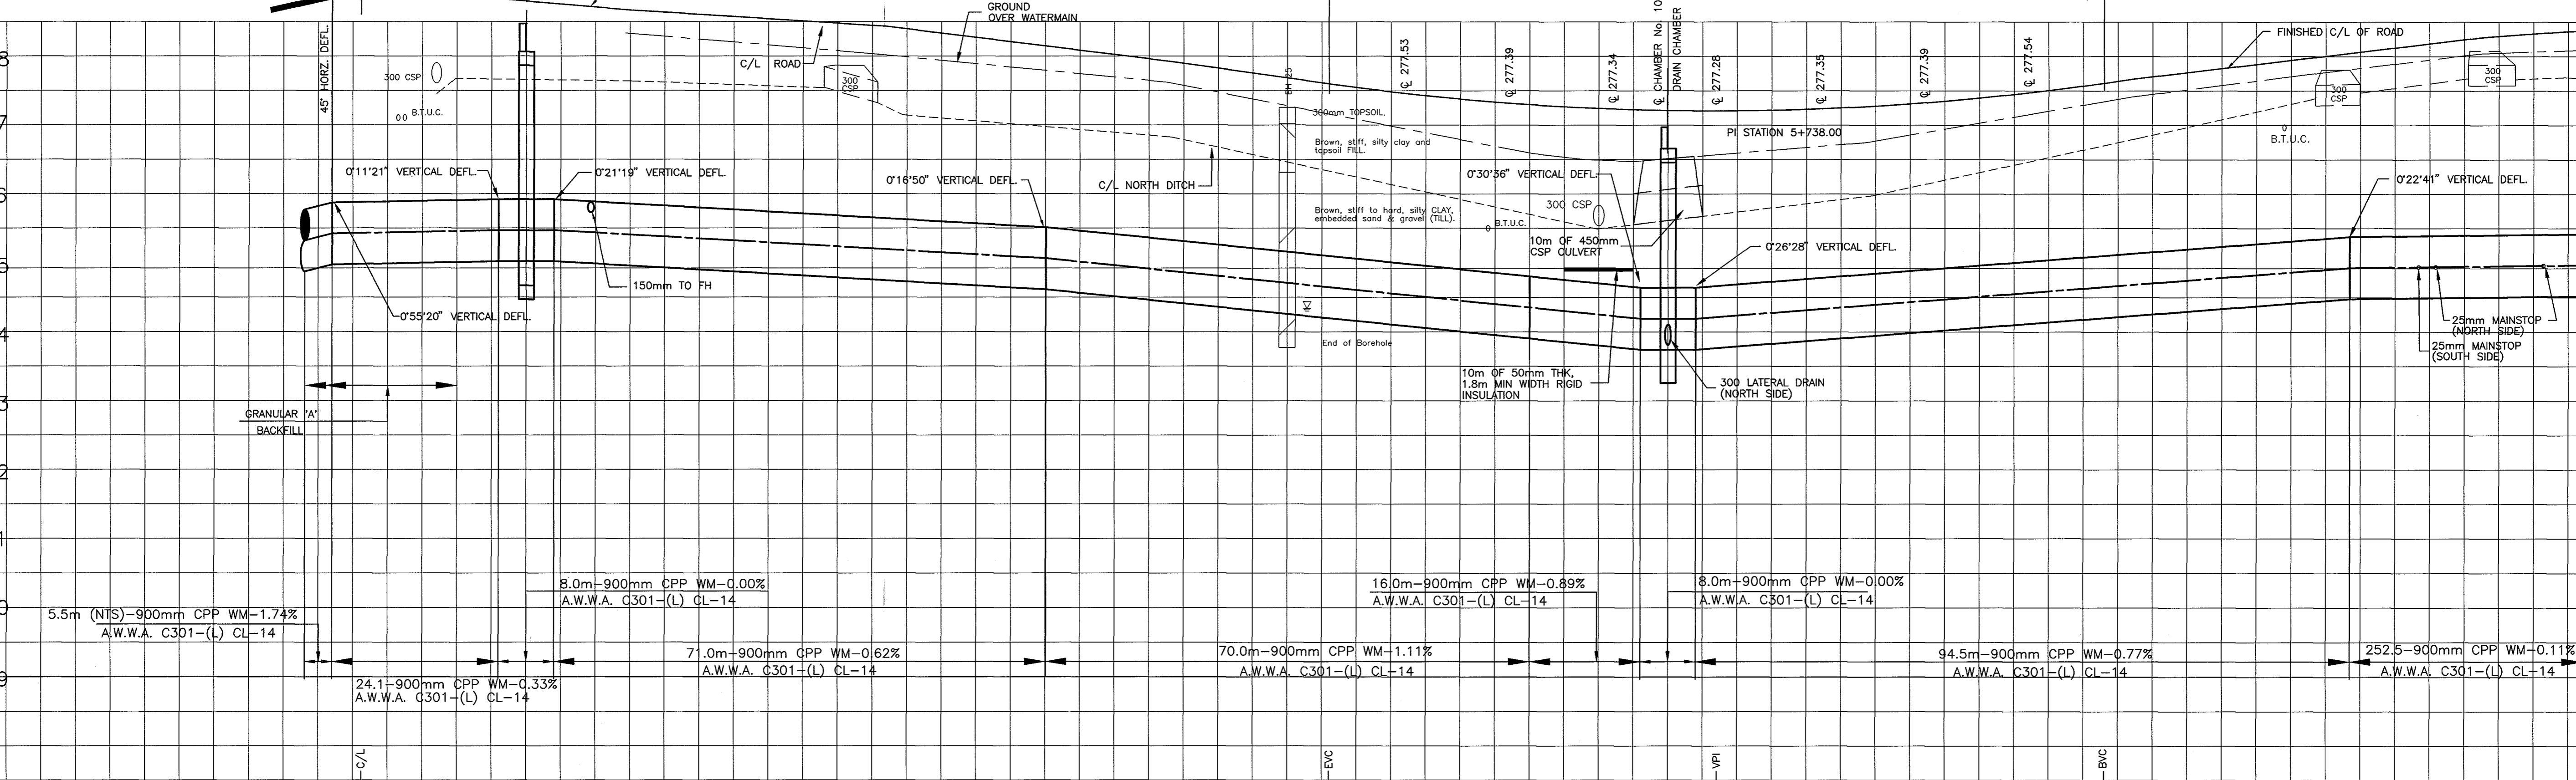 GROUND
OVER WATERMAIN
45° HORZ. DEFL.
300 CSP
B.T.U.C.
C/L ROAD
300
CSP
BH 25
300mm TOPSOIL.
Brown, stiff, silty clay and
topsoil FILL.
Brown, stiff to hard, silty CLAY,
embedded sand & gravel (TILL).
End of Borehole
℄ 277.53
℄ 277.39
℄ 277.34
℄ CHAMBER No. 10
DRAIN CHAMBER
℄ 277.28
℄ 277.35
℄ 277.39
℄ 277.54
PI STATION 5+738.00
FINISHED C/L OF ROAD
300
CSP
300
CSP
B.T.U.C.
0°11'21" VERTICAL DEFL.
0°21'19" VERTICAL DEFL.
0°16'50" VERTICAL DEFL.
C/L NORTH DITCH
0°30'36" VERTICAL DEFL.
300 CSP
B.T.U.C.
10m OF 450mm
CSP CULVERT
0°26'28" VERTICAL DEFL.
0°22'41" VERTICAL DEFL.
150mm TO FH
0°55'20" VERTICAL DEFL.
25mm MAINSTOP
(NORTH SIDE)
25mm MAINSTOP
(SOUTH SIDE)
10m OF 50mm THK,
1.8m MIN WIDTH RIGID
INSULATION
300 LATERAL DRAIN
(NORTH SIDE)
GRANULAR 'A'
BACKFILL
5.5m (NTS)-900mm CPP WM-1.74%
A.W.W.A. C301-(L) CL-14
8.0m-900mm CPP WM-0.00%
A.W.W.A. C301-(L) CL-14
16.0m-900mm CPP WM-0.89%
A.W.W.A. C301-(L) CL-14
8.0m-900mm CPP WM-0.00%
A.W.W.A. C301-(L) CL-14
24.1-900mm CPP WM-0.33%
A.W.W.A. C301-(L) CL-14
71.0m-900mm CPP WM-0.62%
A.W.W.A. C301-(L) CL-14
70.0m-900mm CPP WM-1.11%
A.W.W.A. C301-(L) CL-14
94.5m-900mm CPP WM-0.77%
A.W.W.A. C301-(L) CL-14
252.5-900mm CPP WM-0.11%
A.W.W.A. C301-(L) CL-14
C/L
EVC
VPI
BVC